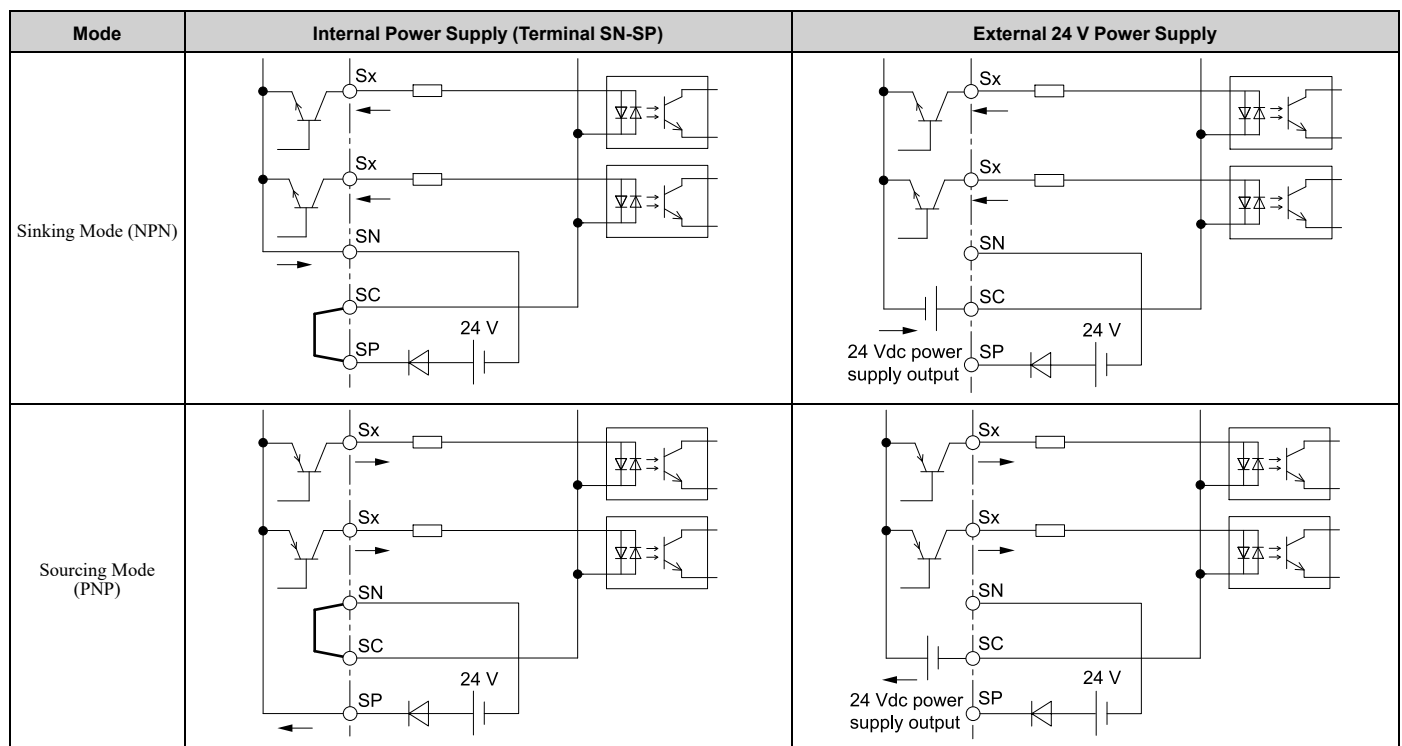 Mode
Internal Power Supply (Terminal SN-SP)
External 24 V Power Supply
Sinking Mode (NPN)
Sx
Sx
SN
SC
24 V
SP
Sx
Sx
SN
SC
24 V
24 Vdc power
supply output
SP
Sourcing Mode
(PNP)
Sx
Sx
SN
SC
24 V
SP
Sx
Sx
SN
SC
24 V
24 Vdc power
supply output
SP